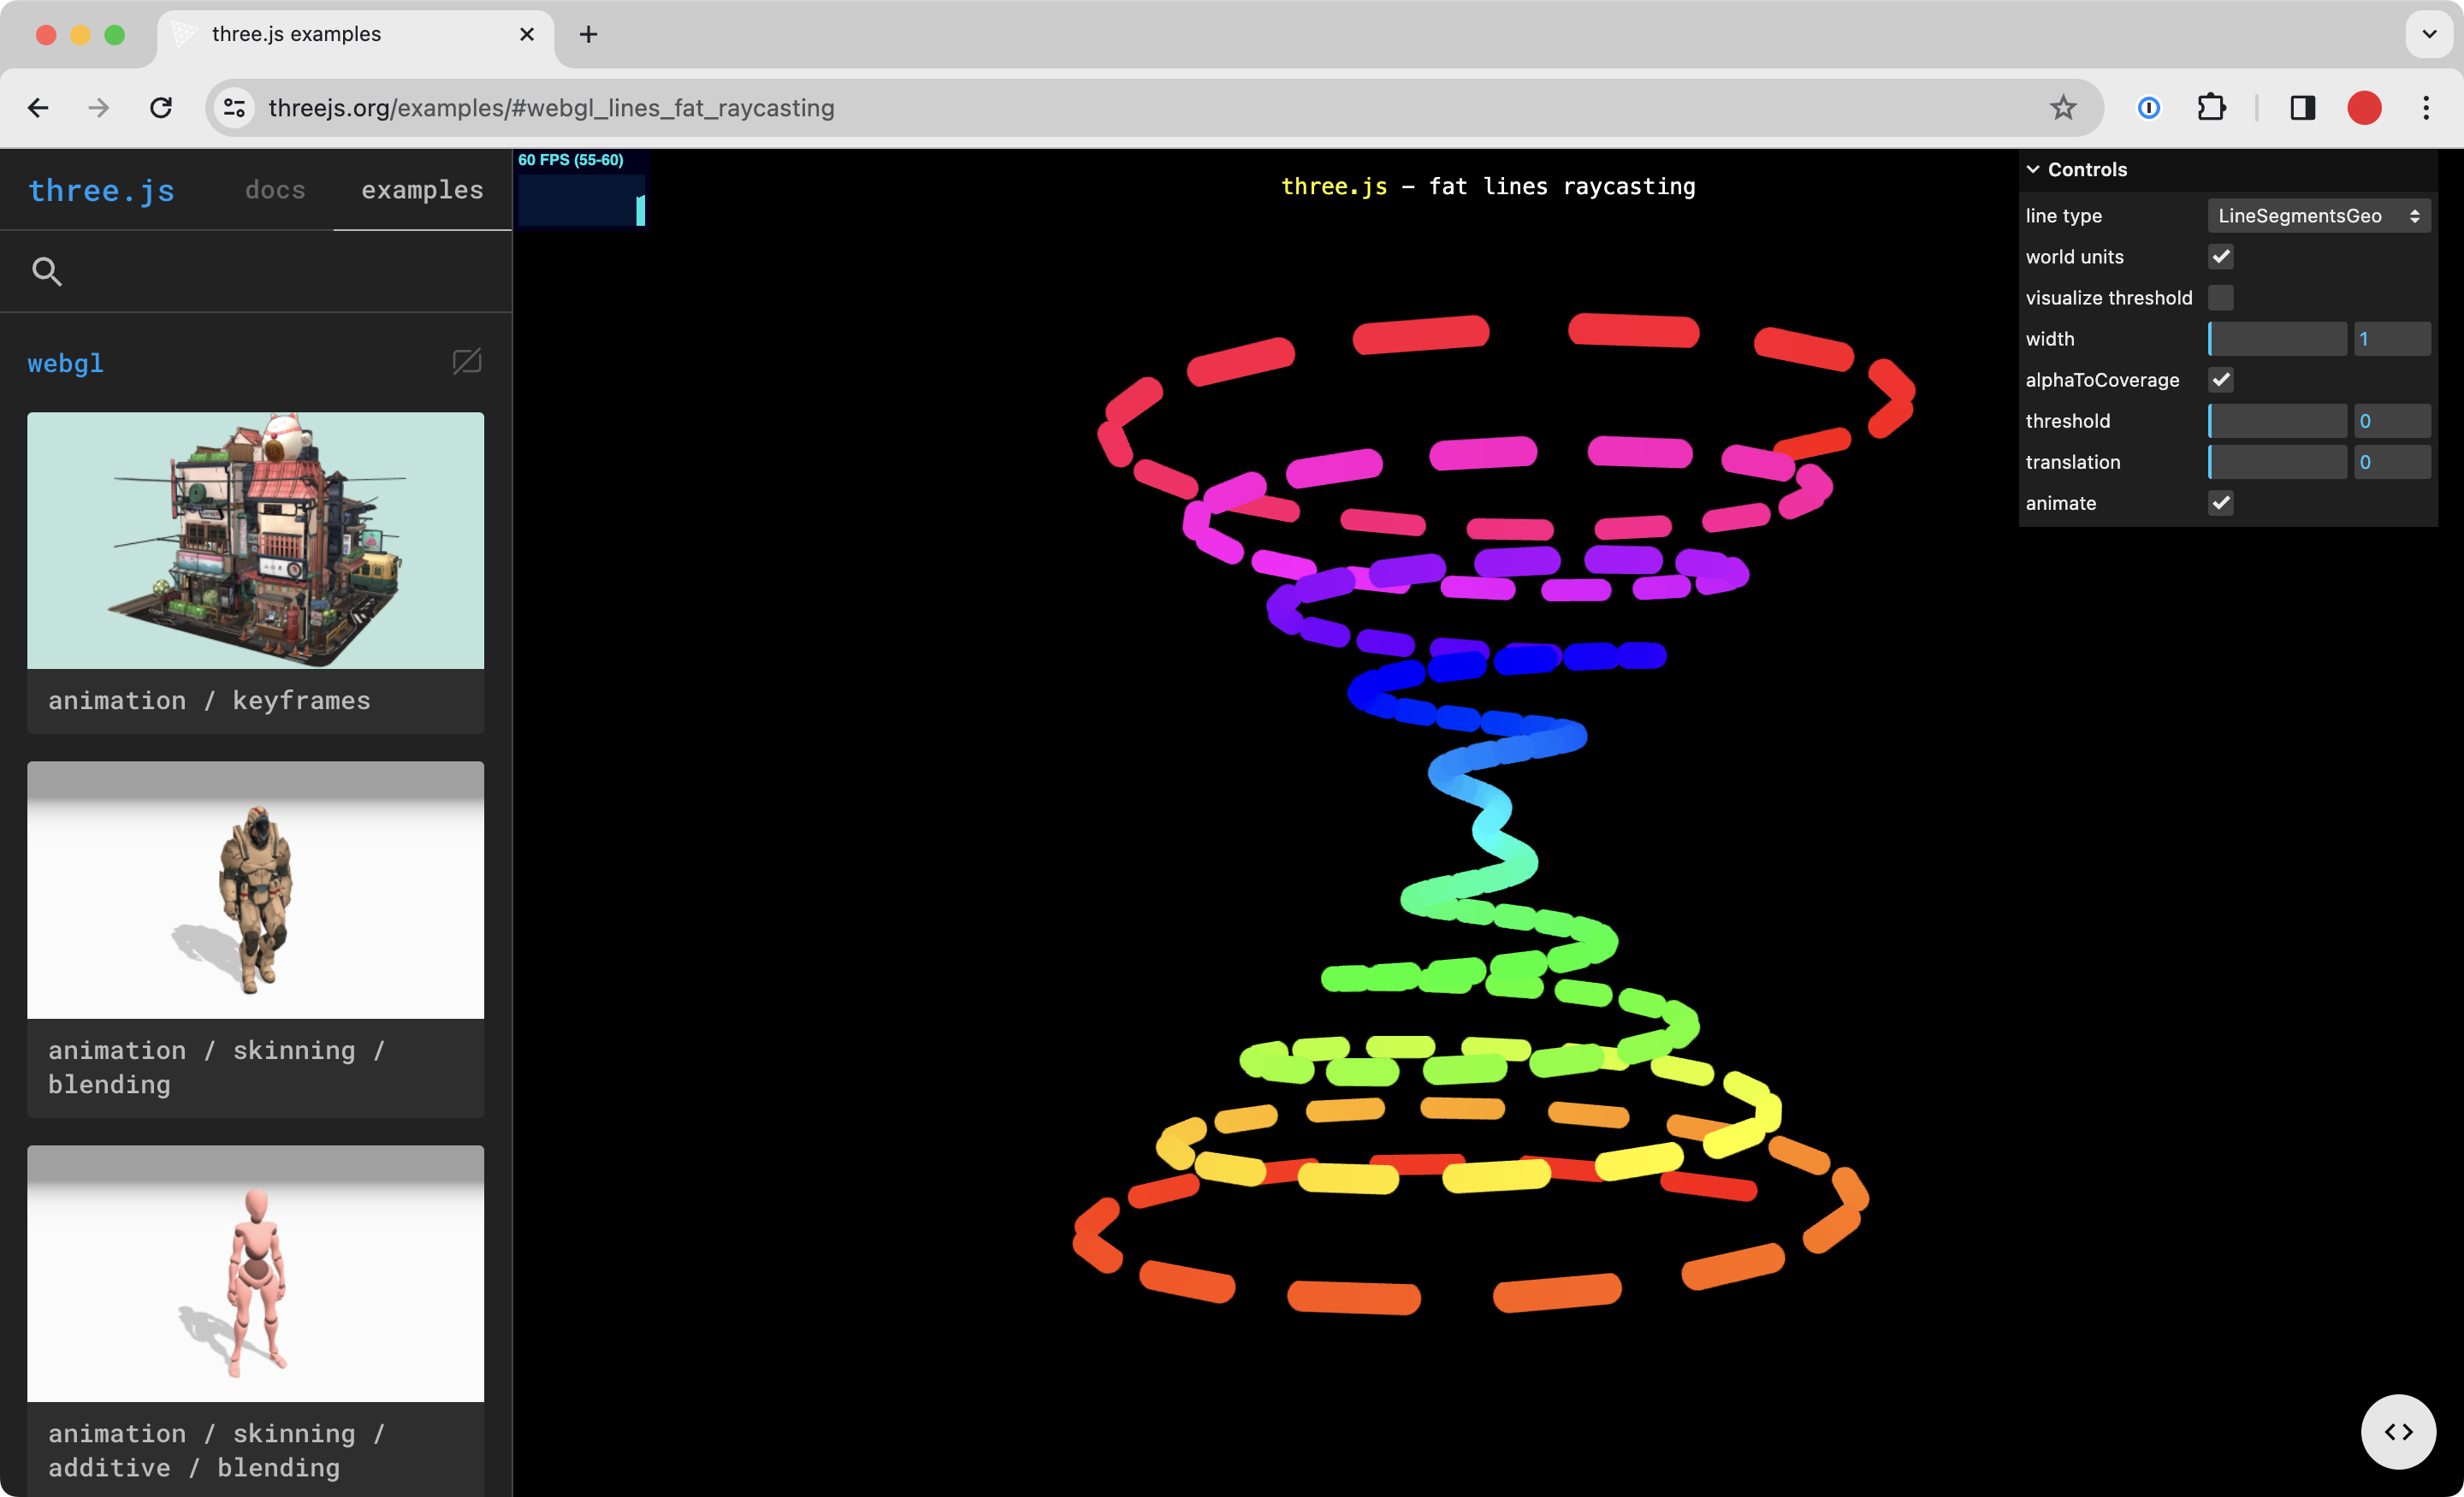 three.js examples
threejs.org/examples/#webgl_lines_fat_raycasting
three.js docs examples
webgl
animation / keyframes
animation / skinning /
blending
animation / skinning /
additive / blending
60 FPS (55-60)
three.js – fat lines raycasting
Controls
line type LineSegmentsGeo
world units
visualize threshold
width 1
alphaToCoverage
threshold 0
translation 0
animate